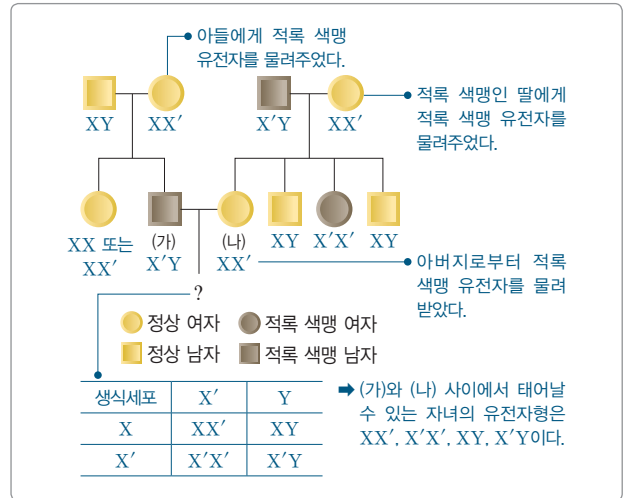 아들에게 적록 색맹
유전자를 물려주었다.
XY
XX′
X′Y
XX′
적록 색맹인 딸에게
적록 색맹 유전자를
물려주었다.
XX 또는
XX′
(가)
X′Y
(나)
XX′
XY
X′X′
XY
아버지로부터 적록
색맹 유전자를 물려
받았다.
?
정상 여자 적록 색맹 여자
정상 남자 적록 색맹 남자
생식세포 X′ Y
X XX′ XY
X′ X′X′ X′Y
➡ (가)와 (나) 사이에서 태어날
수 있는 자녀의 유전자형은
XX′, X′X′, XY, X′Y이다.